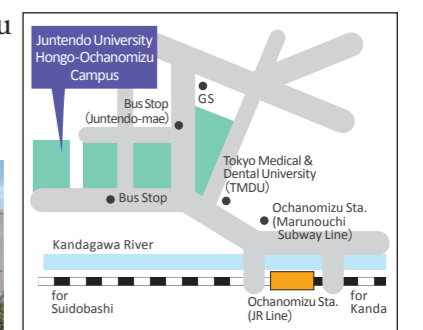 u
Juntendo University
Hongo-Ochanomizu
Campus
GS
Bus Stop
(Juntendo-mae)
Tokyo Medical &
Dental University
(TMDU)
Bus Stop
Ochanomizu Sta.
(Marunouchi
Subway Line)
Kandagawa River
for
Suidobashi
Ochanomizu Sta.
(JR Line)
for
Kanda